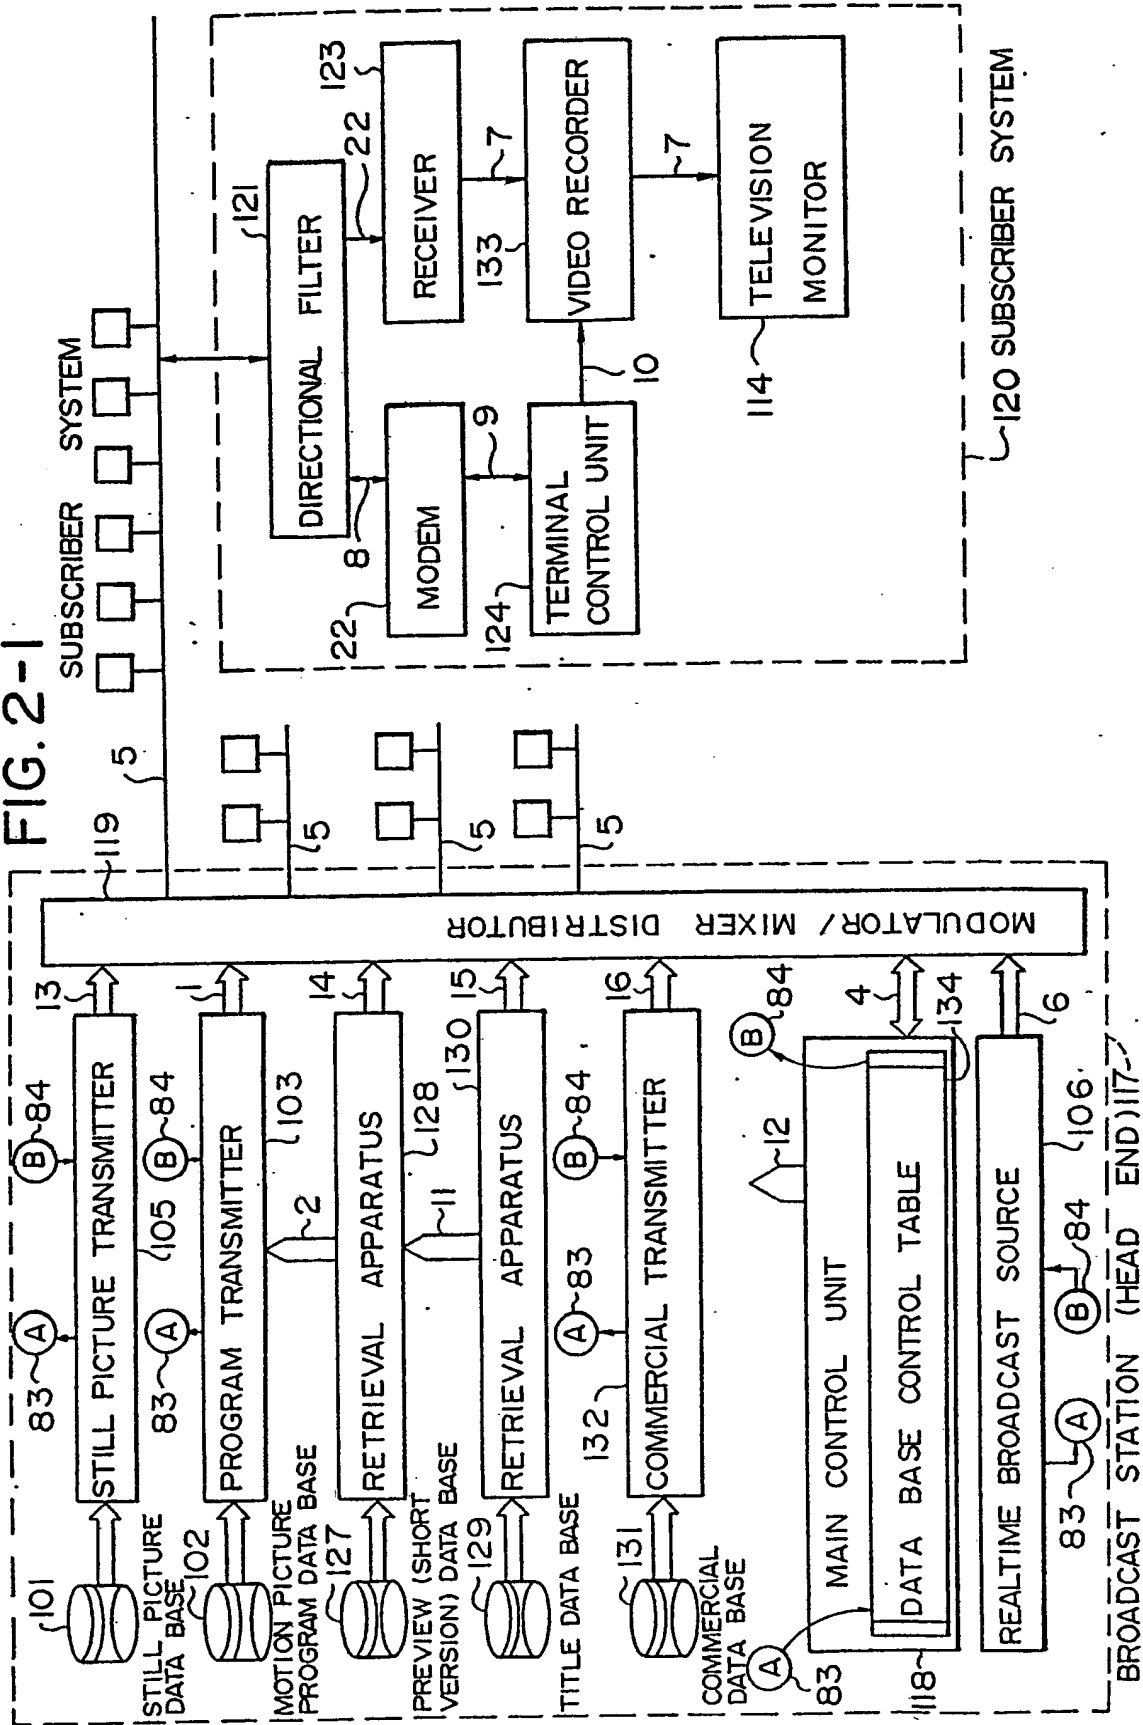 FIG. 2-1
101
STILL PICTURE
DATA BASE
STILL PICTURE TRANSMITTER
105
A
83
B
84
13
102
MOTION PICTURE
PROGRAM DATA BASE
PROGRAM TRANSMITTER
103
A
83
B
84
1
2
127
PREVIEW (SHORT
VERSION) DATA BASE
RETRIEVAL APPARATUS
128
14
11
129
TITLE DATA BASE
RETRIEVAL APPARATUS
130
15
131
COMMERCIAL
DATA BASE
COMMERCIAL TRANSMITTER
132
A
83
B
84
16
12
MAIN CONTROL UNIT
DATA BASE CONTROL TABLE
118
A
83
B
84
4
134
REALTIME BROADCAST SOURCE
106
A
83
B
84
6
BROADCAST STATION (HEAD END) 117
MODULATOR/MIXER
DISTRIBUTOR
119
5
5
5
5
SUBSCRIBER SYSTEM
DIRECTIONAL FILTER
121
8
22
MODEM
22
RECEIVER
123
9
7
TERMINAL
CONTROL UNIT
124
10
VIDEO RECORDER
133
7
TELEVISION
MONITOR
114
120 SUBSCRIBER SYSTEM